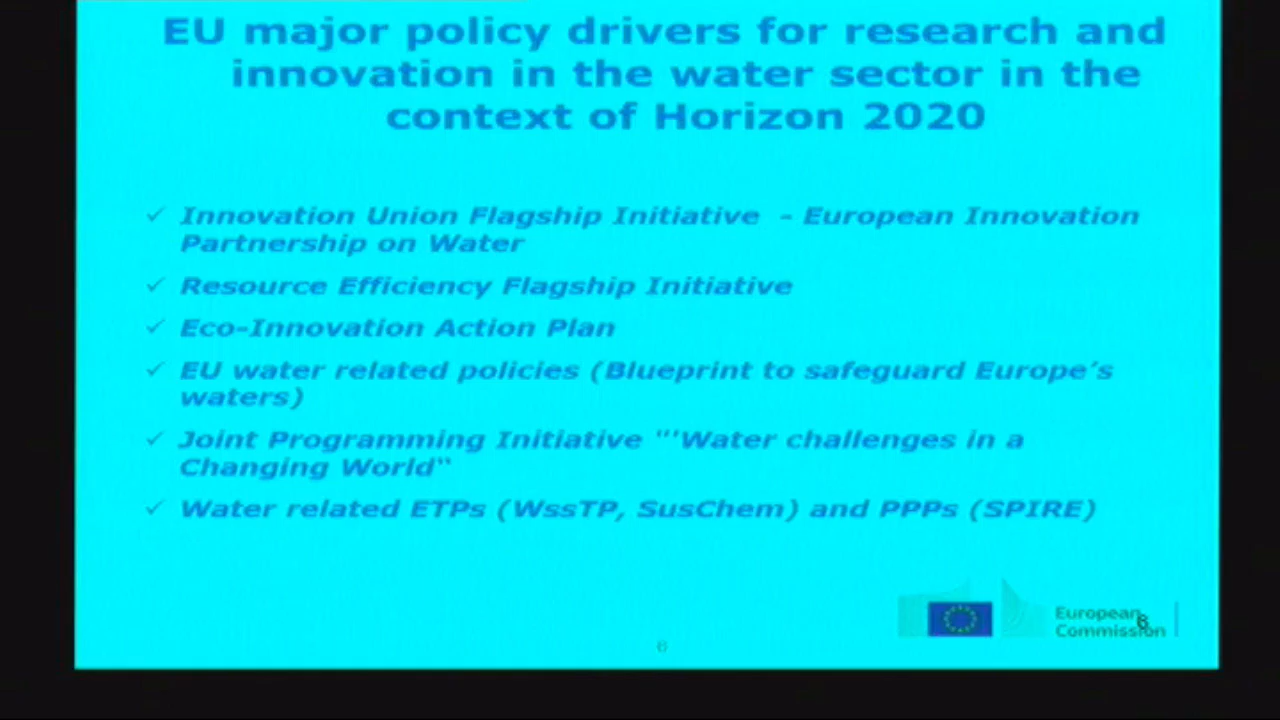 EU major policy drivers for research and
innovation in the water sector in the
context of Horizon 2020
✓ Innovation Union Flagship Initiative - European Innovation
Partnership on Water
✓ Resource Efficiency Flagship Initiative
✓ Eco-Innovation Action Plan
✓ EU water related policies (Blueprint to safeguard Europe’s
waters)
✓ Joint Programming Initiative "'Water challenges in a
Changing World“
✓ Water related ETPs (WssTP, SusChem) and PPPs (SPIRE)
European
Commission
6
6